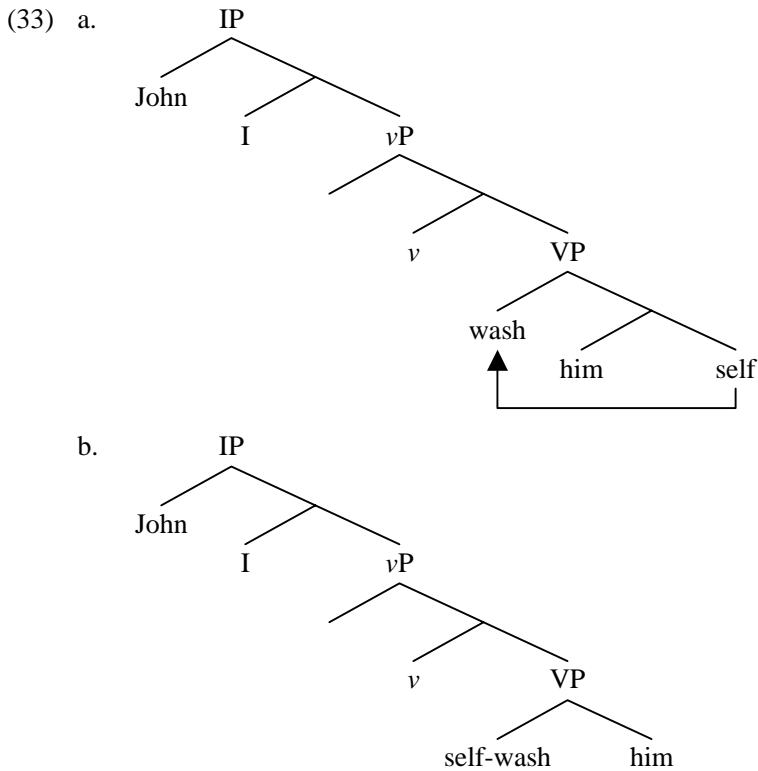 (33) a. IP
John
I vP
v VP
wash
him self
b. IP
John
I vP
v VP
self-wash him